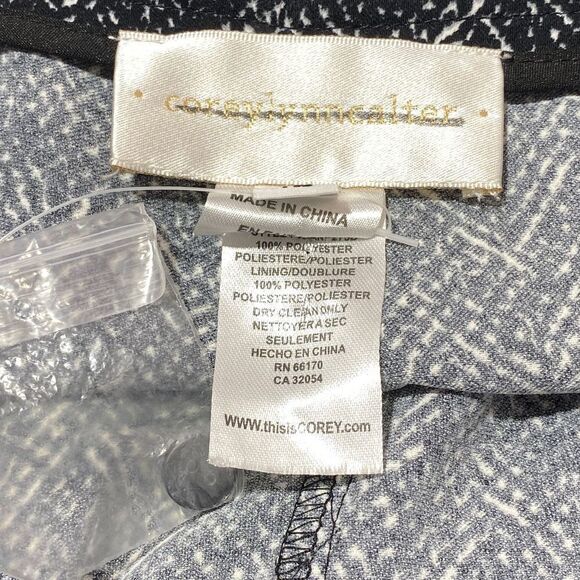 coreylynncalter
MADE IN CHINA
100% POLYESTER
POLIESTERE/POLIESTER
LINING/DOUBLURE
100% POLYESTER
POLIESTERE/POLIESTER
DRY CLEAN ONLY
NETTOYER A SEC
SEULEMENT
HECHO EN CHINA
RN 66170
CA 32054
WWW.thisisCOREY.com